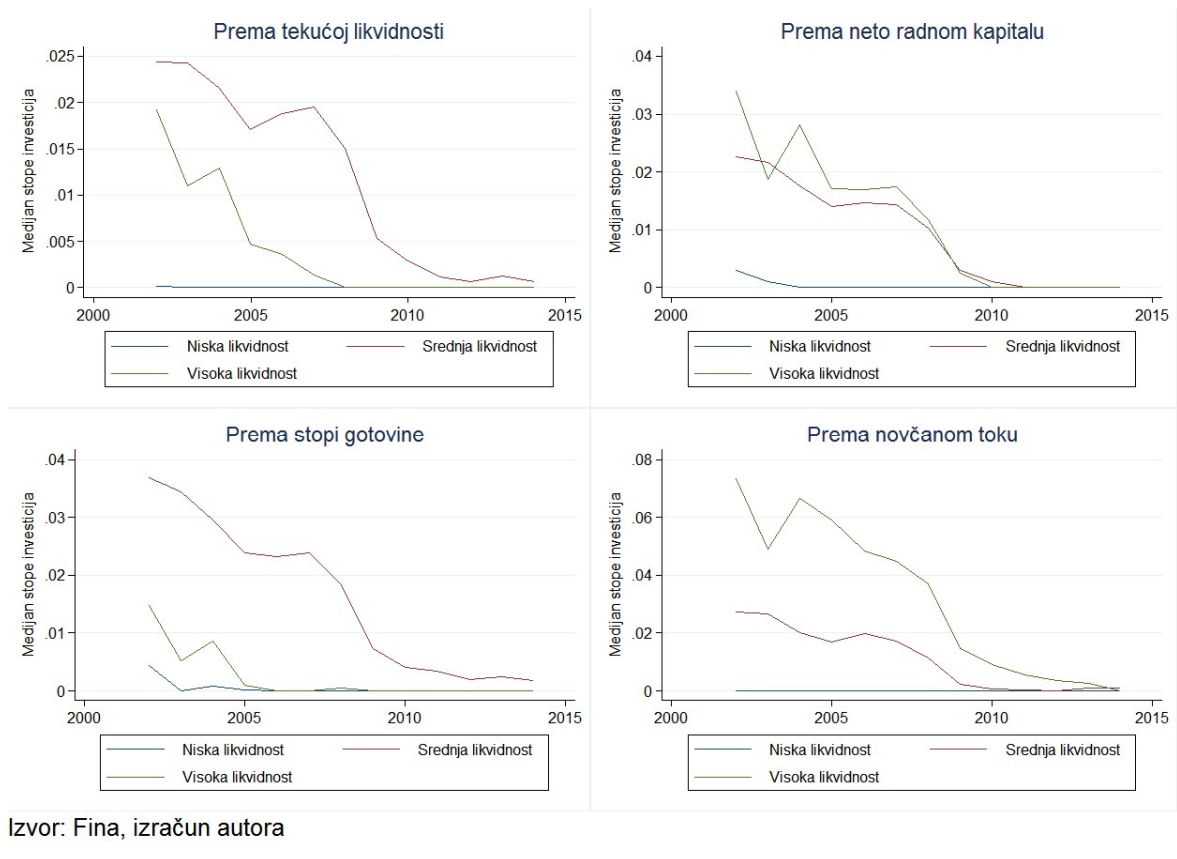 Prema tekućoj likvidnosti
Medijan stope investicija
.025
.02
.015
.01
.005
0
2000 2005 2010 2015
Niska likvidnost Srednja likvidnost
Visoka likvidnost
Prema neto radnom kapitalu
Medijan stope investicija
.04
.03
.02
.01
0
2000 2005 2010 2015
Niska likvidnost Srednja likvidnost
Visoka likvidnost
Prema stopi gotovine
Medijan stope investicija
.04
.03
.02
.01
0
2000 2005 2010 2015
Niska likvidnost Srednja likvidnost
Visoka likvidnost
Prema novčanom toku
Medijan stope investicija
.08
.06
.04
.02
0
2000 2005 2010 2015
Niska likvidnost Srednja likvidnost
Visoka likvidnost
Izvor: Fina, izračun autora